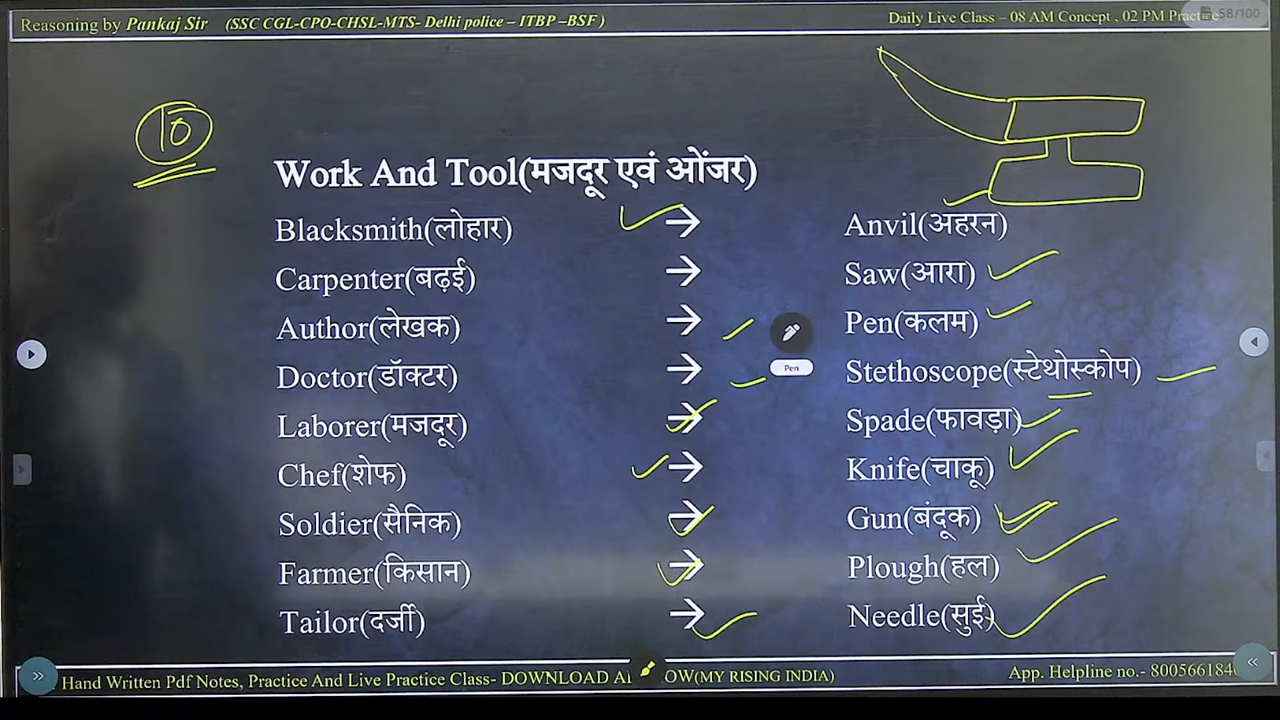 Reasoning by Pankaj Sir (SSC CGL-CPO-CHSL-MTS- Delhi police – ITBP –BSF )
Daily Live Class – 08 AM Concept , 02 PM Practice
58/100
10
Work And Tool(मजदूर एवं ओंजर)
Blacksmith(लोहार) → Anvil(अहरन)
Carpenter(बढ़ई) → Saw(आरा)
Author(लेखक) → Pen(कलम)
Pen
Doctor(डॉक्टर) → Stethoscope(स्टेथोस्कोप)
Laborer(मजदूर) → Spade(फावड़ा)
Chef(शेफ) → Knife(चाकू)
Soldier(सैनिक) → Gun(बंदूक)
Farmer(किसान) → Plough(हल)
Tailor(दर्जी) → Needle(सुई)
Hand Written Pdf Notes, Practice And Live Practice Class- DOWNLOAD (MY RISING INDIA)
App. Helpline no.-